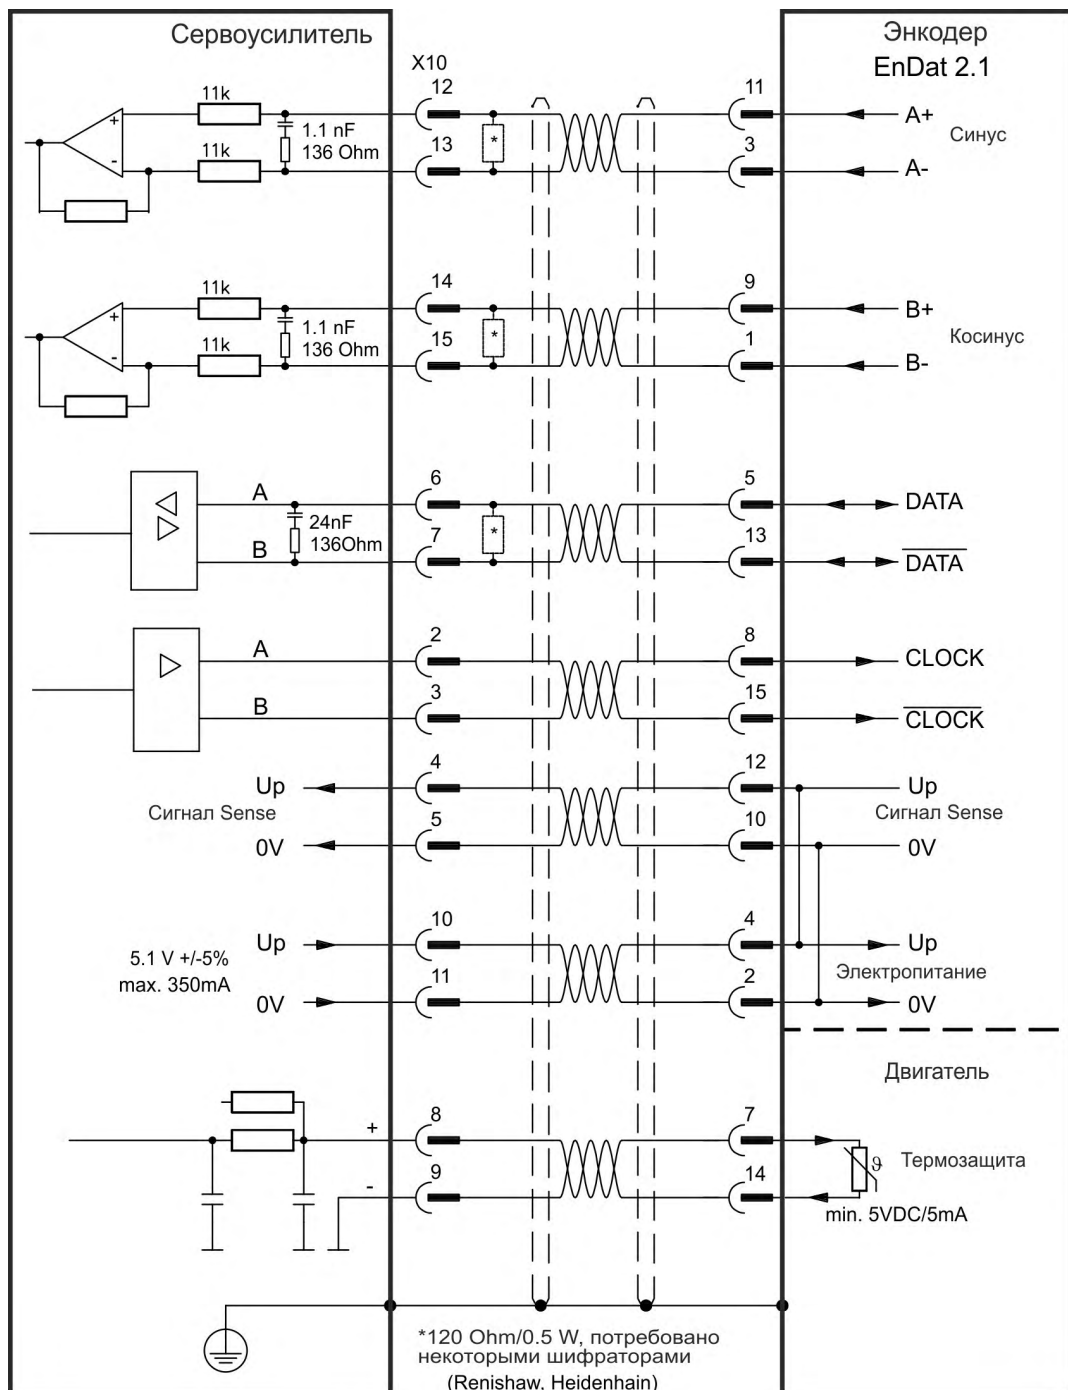 Сервоусилитель
Энкодер
EnDat 2.1
X10
11k
12
11
A+
+
1.1 nF
136 Ohm
*
Синус
11k
-
13
3
A-
11k
14
9
B+
+
1.1 nF
136 Ohm
*
Косинус
11k
-
15
1
B-
A
6
5
DATA
24nF
136Ohm
*
B
7
13
DATA
A
2
8
CLOCK
B
3
15
CLOCK
Up
4
12
Up
Сигнал Sense
Сигнал Sense
0V
5
10
0V
Up
10
4
Up
5.1 V +/-5%
max. 350mA
Электропитание
0V
11
2
0V
Двигатель
+
8
7
ϑ
Термозащита
-
9
14
min. 5VDC/5mA
*120 Ohm/0.5 W, потребовано
некоторыми шифраторами
(Renishaw, Heidenhain)